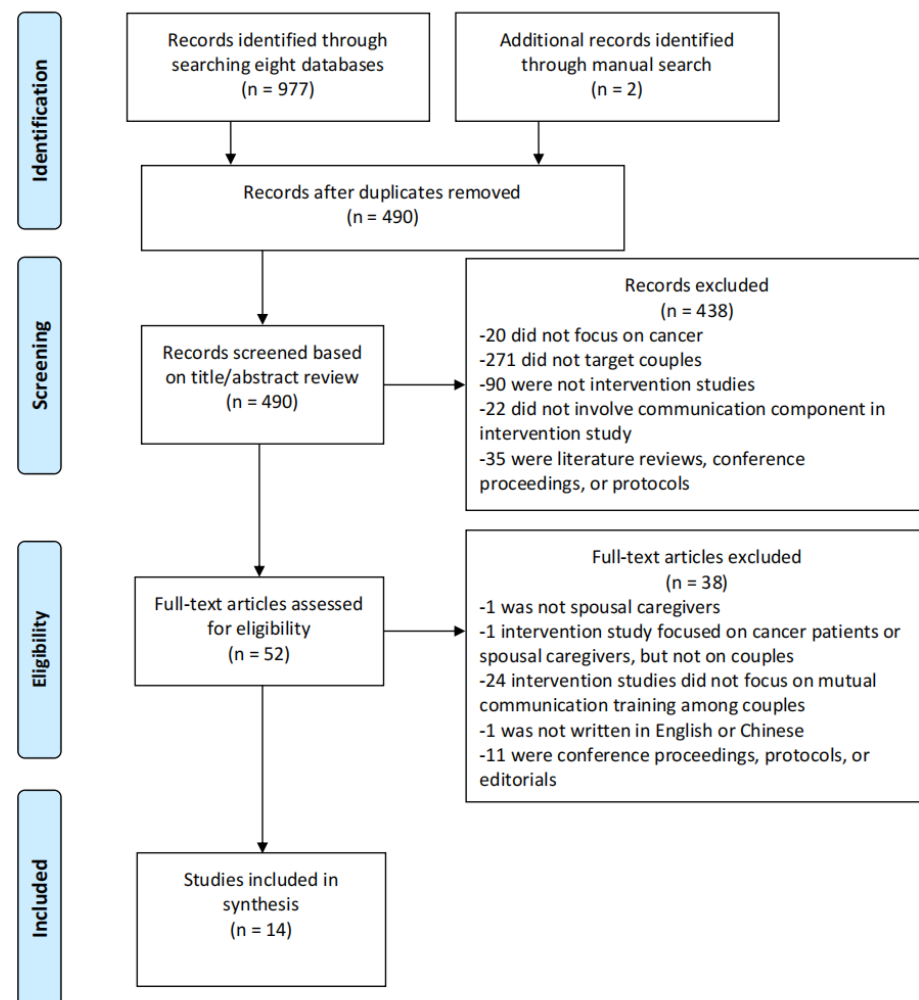 Identification
Records identified through
searching eight databases
(n = 977)
Additional records identified
through manual search
(n = 2)
Records after duplicates removed
(n = 490)
Screening
Records screened based
on title/abstract review
(n = 490)
Records excluded
(n = 438)
-20 did not focus on cancer
-271 did not target couples
-90 were not intervention studies
-22 did not involve communication component in
intervention study
-35 were literature reviews, conference
proceedings, or protocols
Eligibility
Full-text articles assessed
for eligibility
(n = 52)
Full-text articles excluded
(n = 38)
-1 was not spousal caregivers
-1 intervention study focused on cancer patients or
spousal caregivers, but not on couples
-24 intervention studies did not focus on mutual
communication training among couples
-1 was not written in English or Chinese
-11 were conference proceedings, protocols, or
editorials
Included
Studies included in
synthesis
(n = 14)